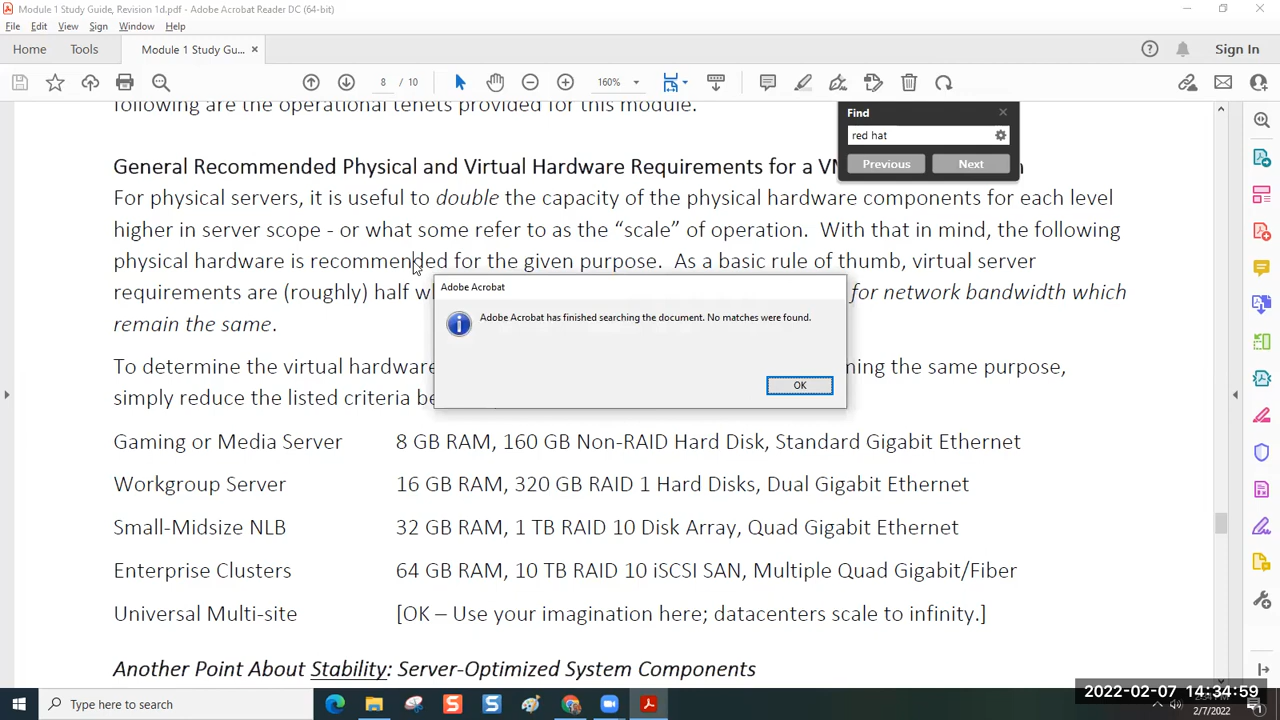 Module 1 Study Guide, Revision 1d.pdf - Adobe Acrobat Reader DC (64-bit)
File Edit View Sign Window Help
Home Tools Module 1 Study Gu... × Sign In
8 / 10 160%
following are the operational tenets provided for this module.
Find
red hat
Previous Next
General Recommended Physical and Virtual Hardware Requirements for a VM
For physical servers, it is useful to double the capacity of the physical hardware components for each level
higher in server scope - or what some refer to as the “scale” of operation. With that in mind, the following
physical hardware is recommended for the given purpose. As a basic rule of thumb, virtual server
requirements are (roughly) half for network bandwidth which
remain the same.
Adobe Acrobat
Adobe Acrobat has finished searching the document. No matches were found.
OK
To determine the virtual hardware the same purpose,
simply reduce the listed criteria
Gaming or Media Server 8 GB RAM, 160 GB Non-RAID Hard Disk, Standard Gigabit Ethernet
Workgroup Server 16 GB RAM, 320 GB RAID 1 Hard Disks, Dual Gigabit Ethernet
Small-Midsize NLB 32 GB RAM, 1 TB RAID 10 Disk Array, Quad Gigabit Ethernet
Enterprise Clusters 64 GB RAM, 10 TB RAID 10 iSCSI SAN, Multiple Quad Gigabit/Fiber
Universal Multi-site [OK – Use your imagination here; datacenters scale to infinity.]
Another Point About Stability: Server-Optimized System Components
Type here to search
2022-02-07 14:34:59
2/7/2022